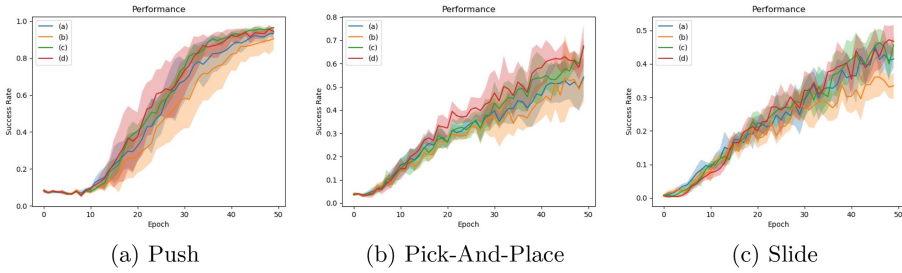 Performance
1.0
0.8
0.6
0.4
0.2
0.0
Success Rate
(a)
(b)
(c)
(d)
0 10 20 30 40 50
Epoch
(a) Push
Performance
0.8
0.7
0.6
0.5
0.4
0.3
0.2
0.1
0.0
Success Rate
(a)
(b)
(c)
(d)
0 10 20 30 40 50
Epoch
(b) Pick-And-Place
Performance
0.5
0.4
0.3
0.2
0.1
0.0
Success Rate
(a)
(b)
(c)
(d)
0 10 20 30 40 50
Epoch
(c) Slide